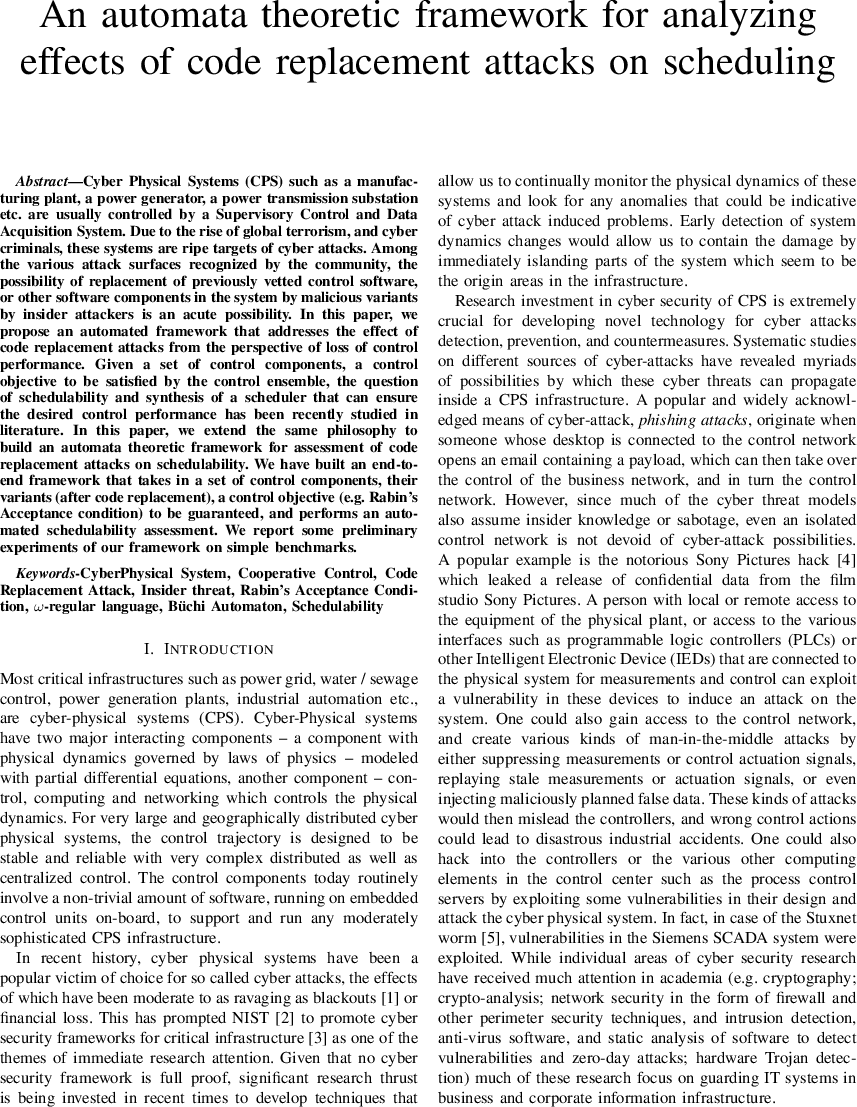 An automata theoretic framework for analyzing
effects of code replacement attacks on scheduling
Abstract—Cyber Physical Systems (CPS) such as a manufac-
turing plant, a power generator, a power transmission substation
etc. are usually controlled by a Supervisory Control and Data
Acquisition System. Due to the rise of global terrorism, and cyber
criminals, these systems are ripe targets of cyber attacks. Among
the various attack surfaces recognized by the community, the
possibility of replacement of previously vetted control software,
or other software components in the system by malicious variants
by insider attackers is an acute possibility. In this paper, we
propose an automated framework that addresses the effect of
code replacement attacks from the perspective of loss of control
performance. Given a set of control components, a control
objective to be satisfied by the control ensemble, the question
of schedulability and synthesis of a scheduler that can ensure
the desired control performance has been recently studied in
literature. In this paper, we extend the same philosophy to
build an automata theoretic framework for assessment of code
replacement attacks on schedulability. We have built an end-to-
end framework that takes in a set of control components, their
variants (after code replacement), a control objective (e.g. Rabin's
Acceptance condition) to be guaranteed, and performs an auto-
mated schedulability assessment. We report some preliminary
experiments of our framework on simple benchmarks.
Keywords-CyberPhysical System, Cooperative Control, Code
Replacement Attack, Insider threat, Rabin's Acceptance Condi-
tion, ω-regular language, Büchi Automaton, Schedulability
I. INTRODUCTION
Most critical infrastructures such as power grid, water / sewage
control, power generation plants, industrial automation etc.,
are cyber-physical systems (CPS). Cyber-Physical systems
have two major interacting components – a component with
physical dynamics governed by laws of physics – modeled
with partial differential equations, another component – con-
trol, computing and networking which controls the physical
dynamics. For very large and geographically distributed cyber
physical systems, the control trajectory is designed to be
stable and reliable with very complex distributed as well as
centralized control. The control components today routinely
involve a non-trivial amount of software, running on embedded
control units on-board, to support and run any moderately
sophisticated CPS infrastructure.
In recent history, cyber physical systems have been a
popular victim of choice for so called cyber attacks, the effects
of which have been moderate to as ravaging as blackouts [1] or
financial loss. This has prompted NIST [2] to promote cyber
security frameworks for critical infrastructure [3] as one of the
themes of immediate research attention. Given that no cyber
security framework is full proof, significant research thrust
is being invested in recent times to develop techniques that
allow us to continually monitor the physical dynamics of these
systems and look for any anomalies that could be indicative
of cyber attack induced problems. Early detection of system
dynamics changes would allow us to contain the damage by
immediately islanding parts of the system which seem to be
the origin areas in the infrastructure.
Research investment in cyber security of CPS is extremely
crucial for developing novel technology for cyber attacks
detection, prevention, and countermeasures. Systematic studies
on different sources of cyber-attacks have revealed myriads
of possibilities by which these cyber threats can propagate
inside a CPS infrastructure. A popular and widely acknowl-
edged means of cyber-attack, phishing attacks, originate when
someone whose desktop is connected to the control network
opens an email containing a payload, which can then take over
the control of the business network, and in turn the control
network. However, since much of the cyber threat models
also assume insider knowledge or sabotage, even an isolated
control network is not devoid of cyber-attack possibilities.
A popular example is the notorious Sony Pictures hack [4]
which leaked a release of confidential data from the film
studio Sony Pictures. A person with local or remote access to
the equipment of the physical plant, or access to the various
interfaces such as programmable logic controllers (PLCs) or
other Intelligent Electronic Device (IEDs) that are connected to
the physical system for measurements and control can exploit
a vulnerability in these devices to induce an attack on the
system. One could also gain access to the control network,
and create various kinds of man-in-the-middle attacks by
either suppressing measurements or control actuation signals,
replaying stale measurements or actuation signals, or even
injecting maliciously planned false data. These kinds of attacks
would then mislead the controllers, and wrong control actions
could lead to disastrous industrial accidents. One could also
hack into the controllers or the various other computing
elements in the control center such as the process control
servers by exploiting some vulnerabilities in their design and
attack the cyber physical system. In fact, in case of the Stuxnet
worm [5], vulnerabilities in the Siemens SCADA system were
exploited. While individual areas of cyber security research
have received much attention in academia (e.g. cryptography;
crypto-analysis; network security in the form of firewall and
other perimeter security techniques, and intrusion detection,
anti-virus software, and static analysis of software to detect
vulnerabilities and zero-day attacks; hardware Trojan detec-
tion) much of these research focus on guarding IT systems in
business and corporate information infrastructure.